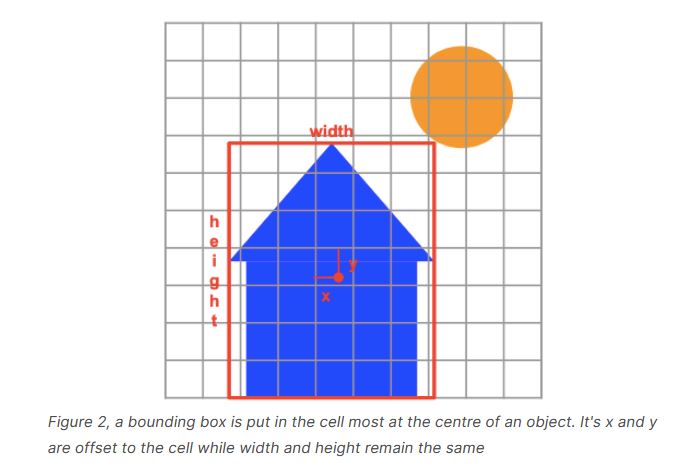 width
height
y
x
Figure 2, a bounding box is put in the cell most at the centre of an object. It's x and y
are offset to the cell while width and height remain the same